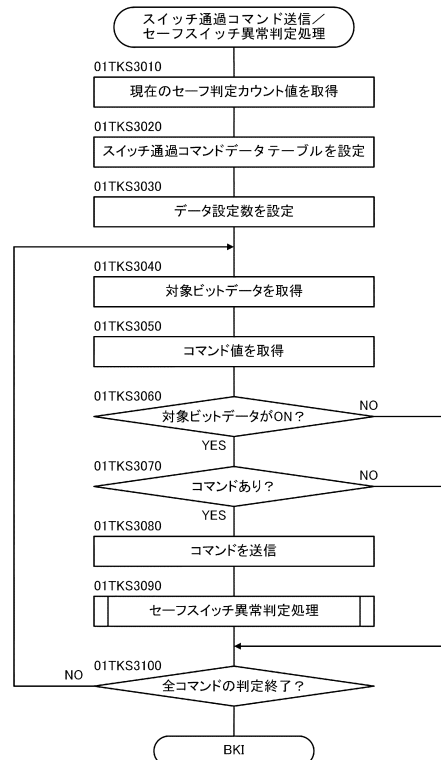 スイッチ通過コマンド送信／
セーフスイッチ異常判定処理
01TKS3010
現在のセーフ判定カウント値を取得
01TKS3020
スイッチ通過コマンドデータテーブルを設定
01TKS3030
データ設定数を設定
01TKS3040
対象ビットデータを取得
01TKS3050
コマンド値を取得
01TKS3060
対象ビットデータがON？
NO
YES
01TKS3070
コマンドあり？
NO
YES
01TKS3080
コマンドを送信
01TKS3090
セーフスイッチ異常判定処理
01TKS3100
NO
全コマンドの判定終了？
BKI